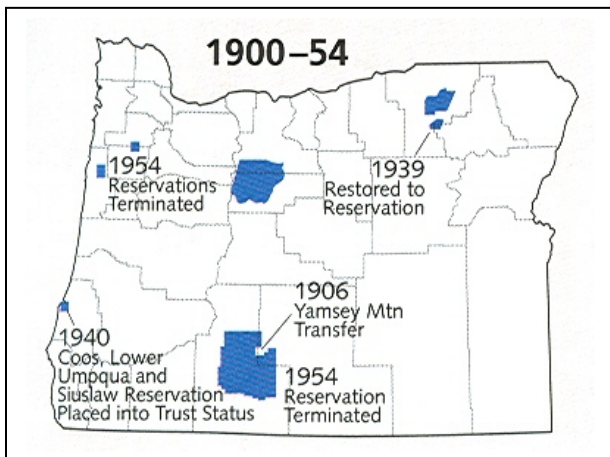 1900–54
1954
Reservations
Terminated
1939
Restored to
Reservation
1906
Yamsey Mtn
Transfer
1940
Coos, Lower
Umpqua and
Siuslaw Reservation
Placed into Trust Status
1954
Reservation
Terminated